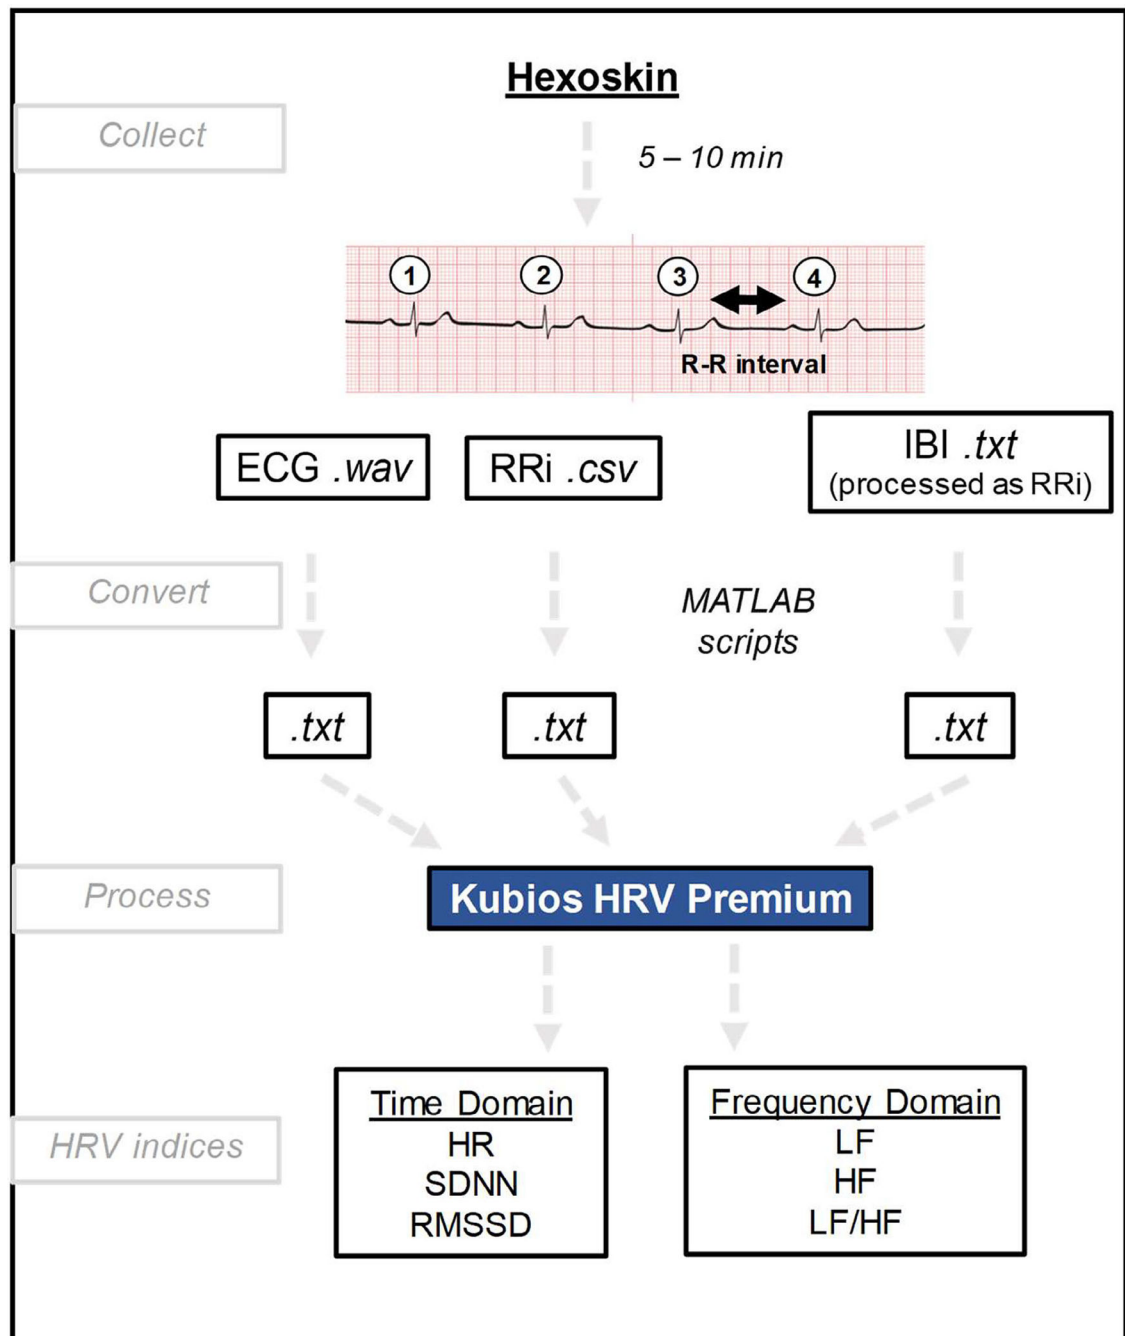 Hexoskin
Collect
5 – 10 min
1 2 3 4
R-R interval
ECG .wav
RRi .csv
IBI .txt
(processed as RRi)
Convert
MATLAB
scripts
.txt
.txt
.txt
Process
Kubios HRV Premium
HRV indices
Time Domain
HR
SDNN
RMSSD
Frequency Domain
LF
HF
LF/HF